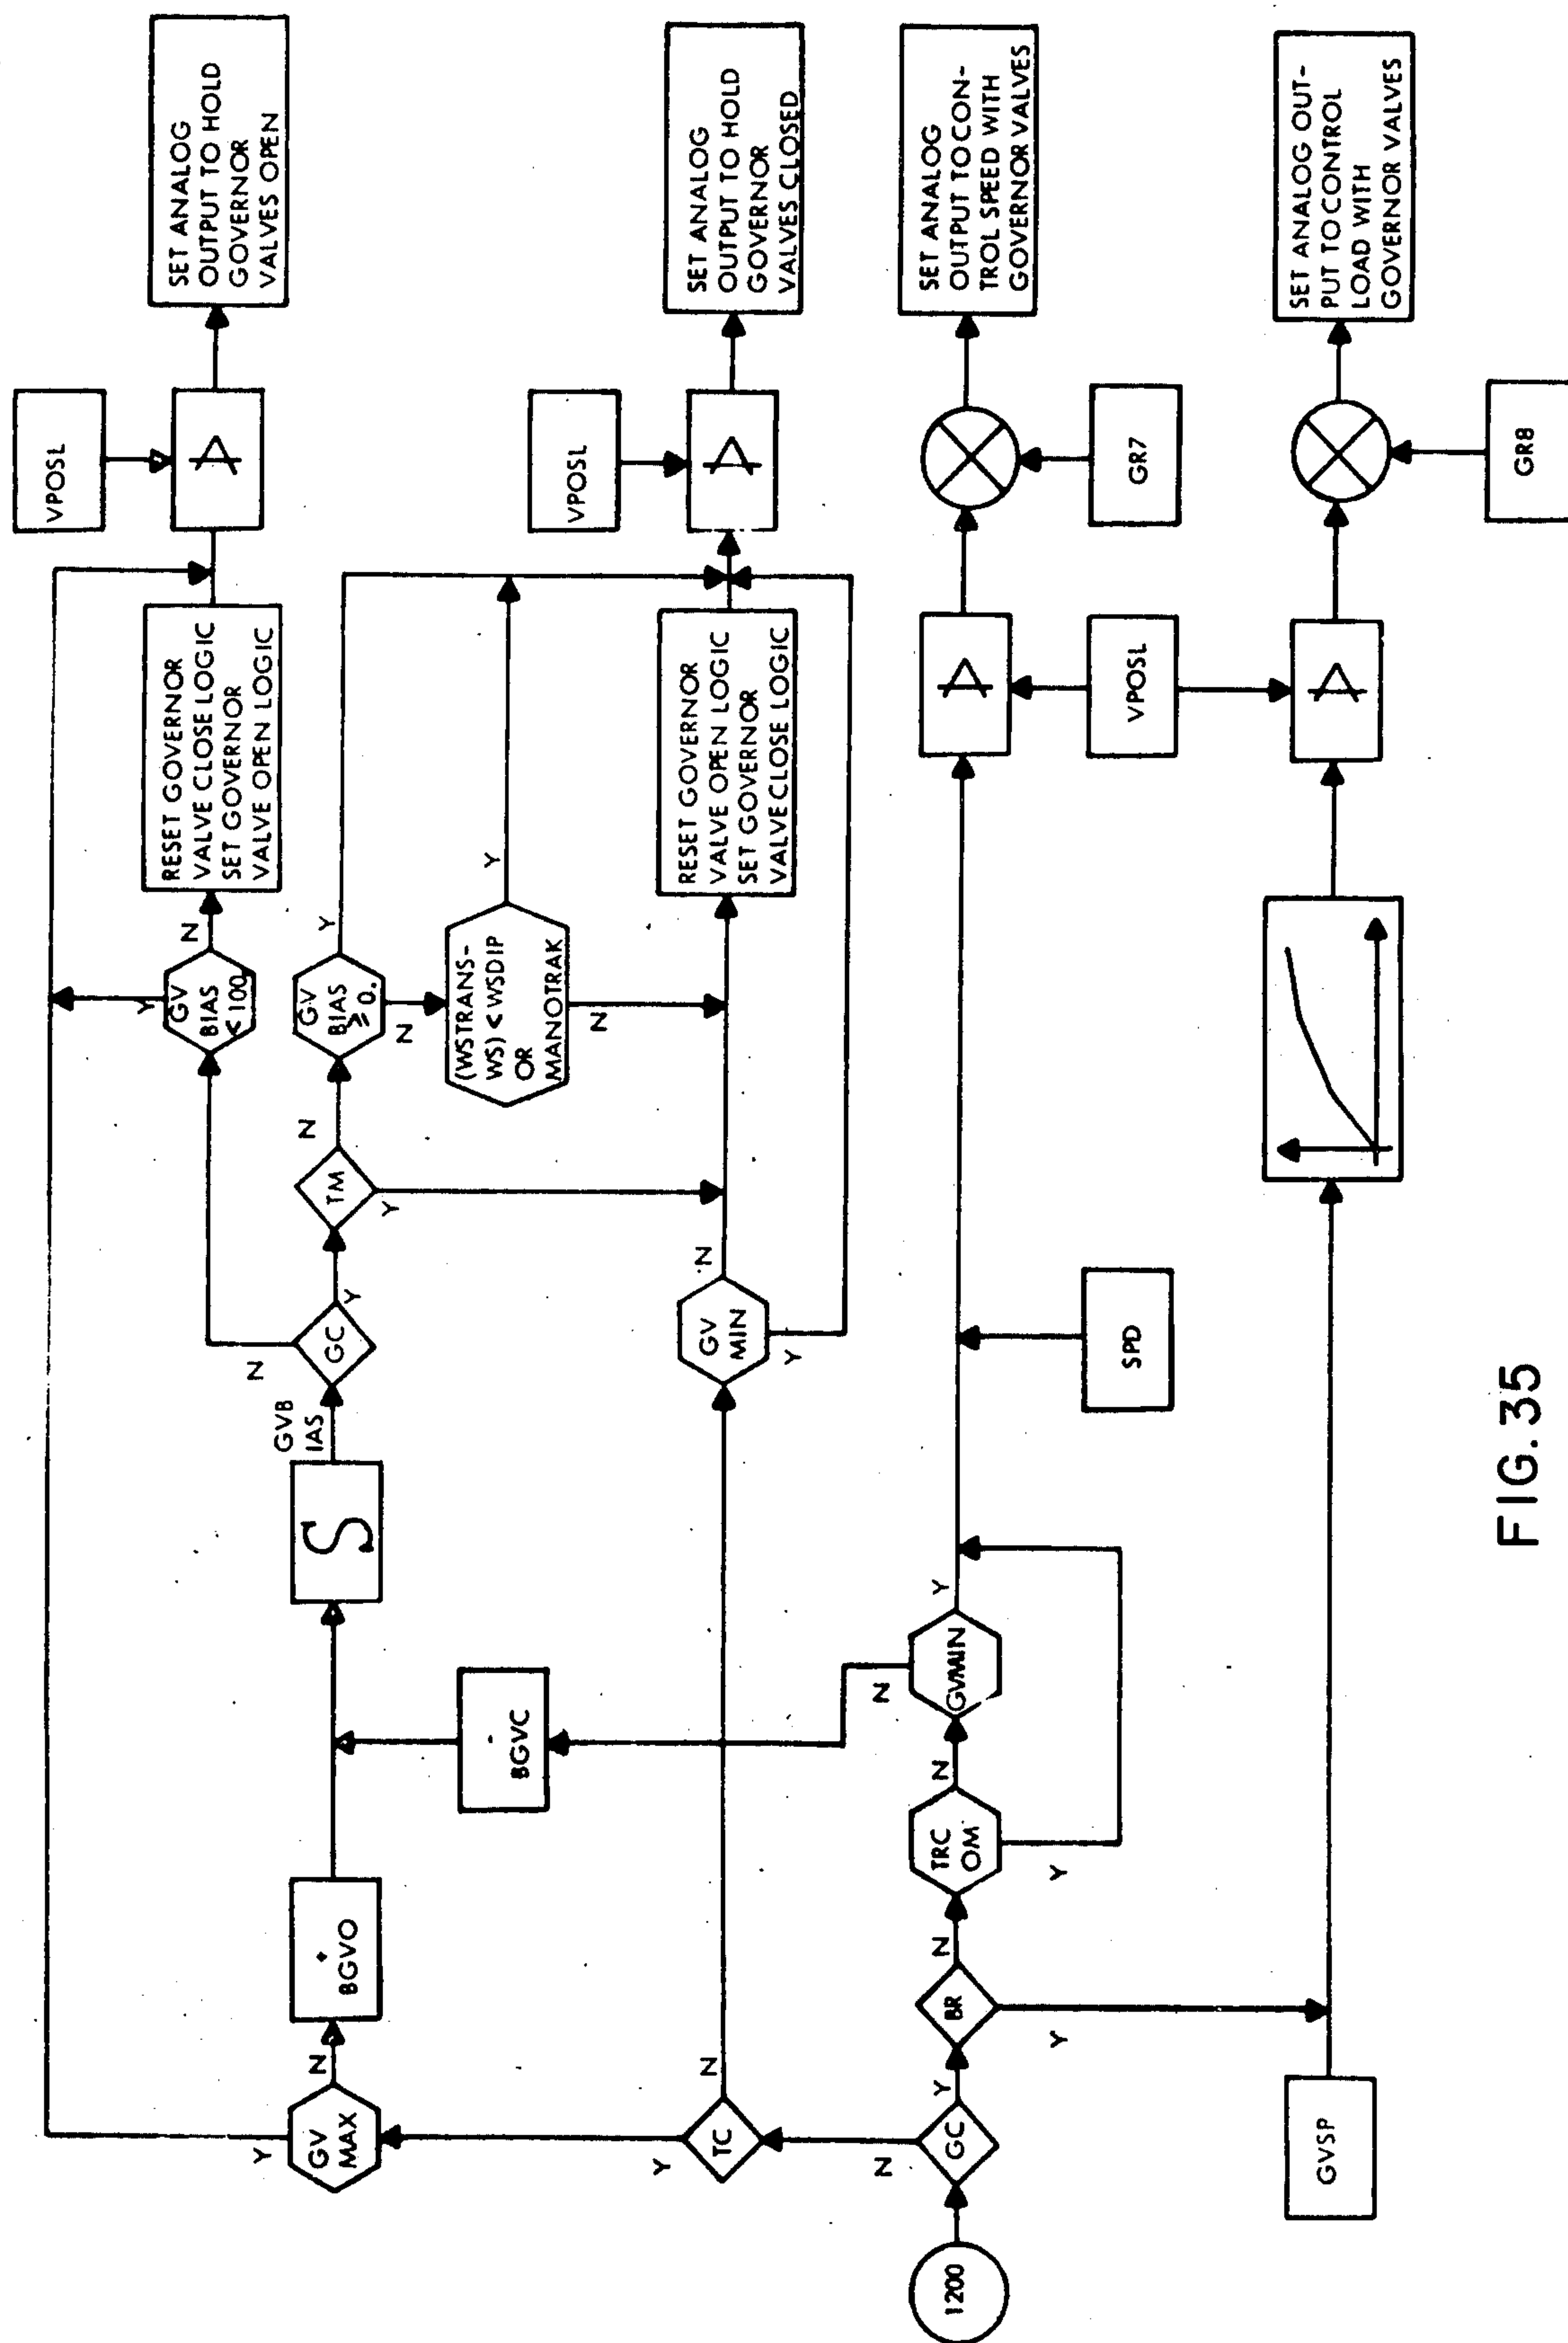 VPOSL
SET ANALOG
OUTPUT TO HOLD
GOVERNOR
VALVES OPEN
Y
GV
BIAS
<100
N
RESET GOVERNOR
VALVE CLOSE LOGIC
SET GOVERNOR
VALVE OPEN LOGIC
Y
GV
MAX
N
+
BGVO
S
GVB
IAS
GC
N
Y
TM
N
Y
GV
BIAS
≥ 0.
Y
N
(WSTRANS-
WS) < WSDIP
OR
MANOTRAK
Y
N
-
BGVC
VPOSL
SET ANALOG
OUTPUT TO HOLD
GOVERNOR
VALVES CLOSED
Y
TC
N
GV
MIN
N
Y
RESET GOVERNOR
VALVE OPEN LOGIC
SET GOVERNOR
VALVE CLOSE LOGIC
1200
GC
N
Y
BR
N
Y
TRC
OM
N
Y
GVMIN
N
Y
SPD
VPOSL
GR7
SET ANALOG
OUTPUT TO CON-
TROL SPEED WITH
GOVERNOR VALVES
GVSP
GR8
SET ANALOG OUT-
PUT TO CONTROL
LOAD WITH
GOVERNOR VALVES
FIG. 35